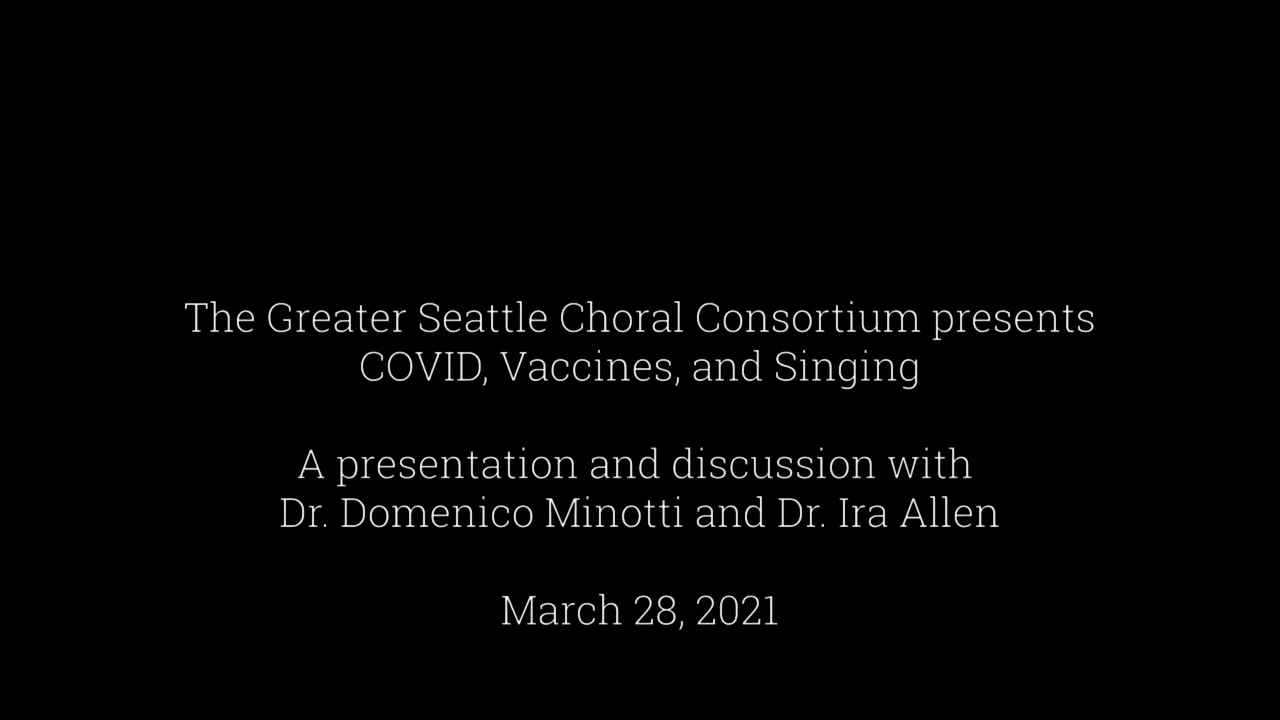 The Greater Seattle Choral Consortium presents
COVID, Vaccines, and Singing
A presentation and discussion with
Dr. Domenico Minotti and Dr. Ira Allen
March 28, 2021